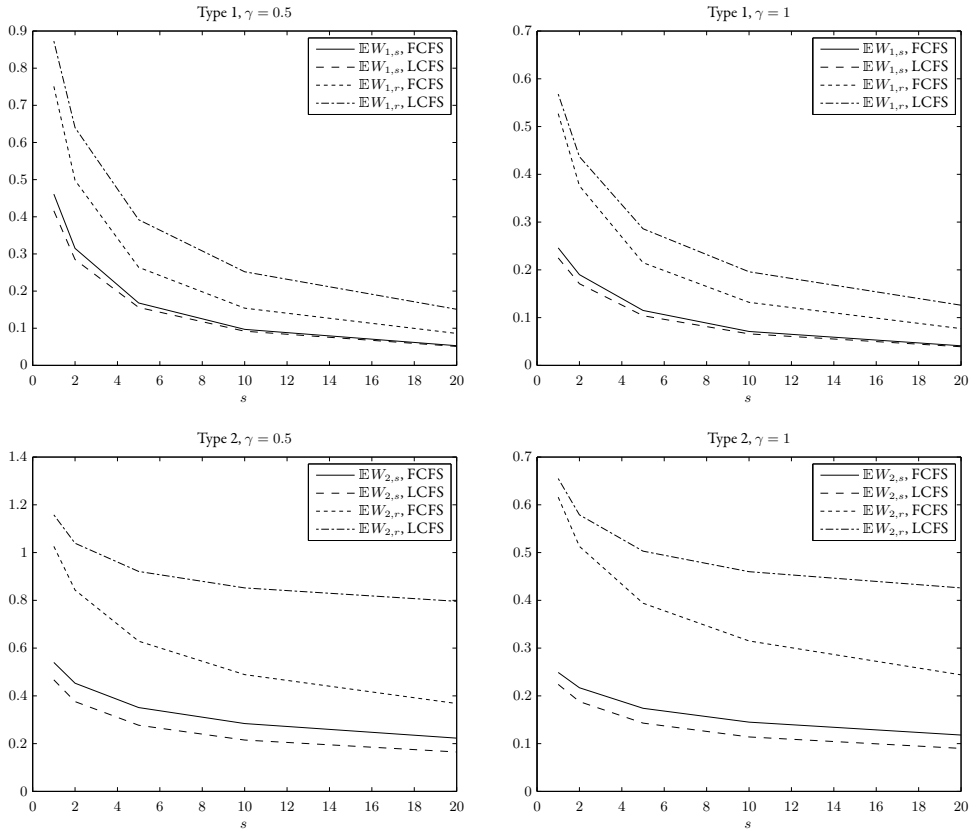 Type 1, γ = 0.5
0.9
0.8
0.7
0.6
0.5
0.4
0.3
0.2
0.1
0
0 2 4 6 8 10 12 14 16 18 20
s
𝔼W₁,ₛ, FCFS
𝔼W₁,ₛ, LCFS
𝔼W₁,ᵣ, FCFS
𝔼W₁,ᵣ, LCFS
Type 1, γ = 1
0.7
0.6
0.5
0.4
0.3
0.2
0.1
0
0 2 4 6 8 10 12 14 16 18 20
s
𝔼W₁,ₛ, FCFS
𝔼W₁,ₛ, LCFS
𝔼W₁,ᵣ, FCFS
𝔼W₁,ᵣ, LCFS
Type 2, γ = 0.5
1.4
1.2
1
0.8
0.6
0.4
0.2
0
0 2 4 6 8 10 12 14 16 18 20
s
𝔼W₂,ₛ, FCFS
𝔼W₂,ₛ, LCFS
𝔼W₂,ᵣ, FCFS
𝔼W₂,ᵣ, LCFS
Type 2, γ = 1
0.7
0.6
0.5
0.4
0.3
0.2
0.1
0
0 2 4 6 8 10 12 14 16 18 20
s
𝔼W₂,ₛ, FCFS
𝔼W₂,ₛ, LCFS
𝔼W₂,ᵣ, FCFS
𝔼W₂,ᵣ, LCFS